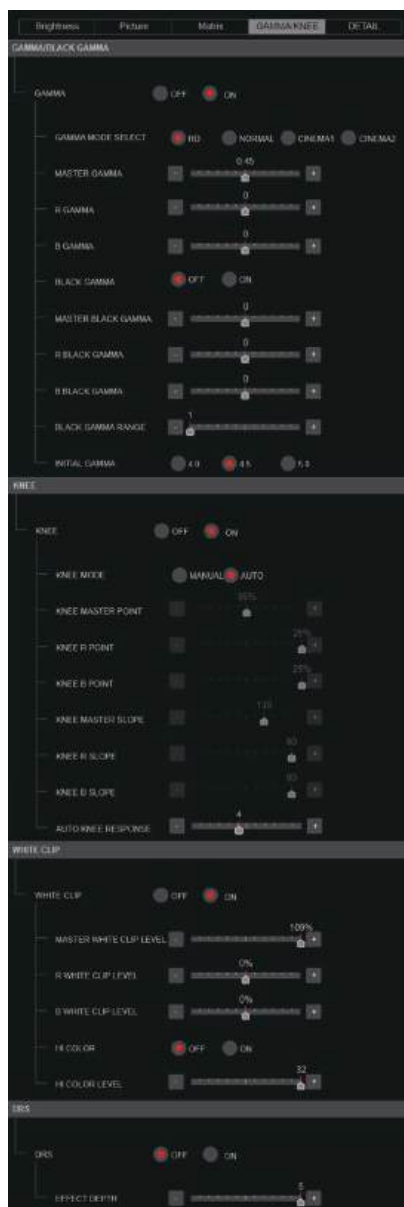 Brightness Picture Matrix GAMMA/KNEE DETAIL
GAMMA/BLACK GAMMA
GAMMA OFF ON
GAMMA MODE SELECT HD NORMAL CINEMA1 CINEMA2
0.45
MASTER GAMMA - +
0
R GAMMA - +
0
B GAMMA - +
BLACK GAMMA OFF ON
0
MASTER BLACK GAMMA - +
0
R BLACK GAMMA - +
0
B BLACK GAMMA - +
1
BLACK GAMMA RANGE - +
INITIAL GAMMA 4.0 4.5 5.0
KNEE
KNEE OFF ON
KNEE MODE MANUAL AUTO
KNEE MASTER POINT - +
25%
KNEE R POINT - +
25%
KNEE B POINT - +
KNEE MASTER SLOPE - +
KNEE R SLOPE - +
KNEE B SLOPE - +
4
AUTO KNEE RESPONSE - +
WHITE CLIP
WHITE CLIP OFF ON
109%
MASTER WHITE CLIP LEVEL - +
0%
R WHITE CLIP LEVEL - +
0%
B WHITE CLIP LEVEL - +
HI COLOR OFF ON
32
HI COLOR LEVEL - +
DRS
DRS OFF ON
5
EFFECT DEPTH - +